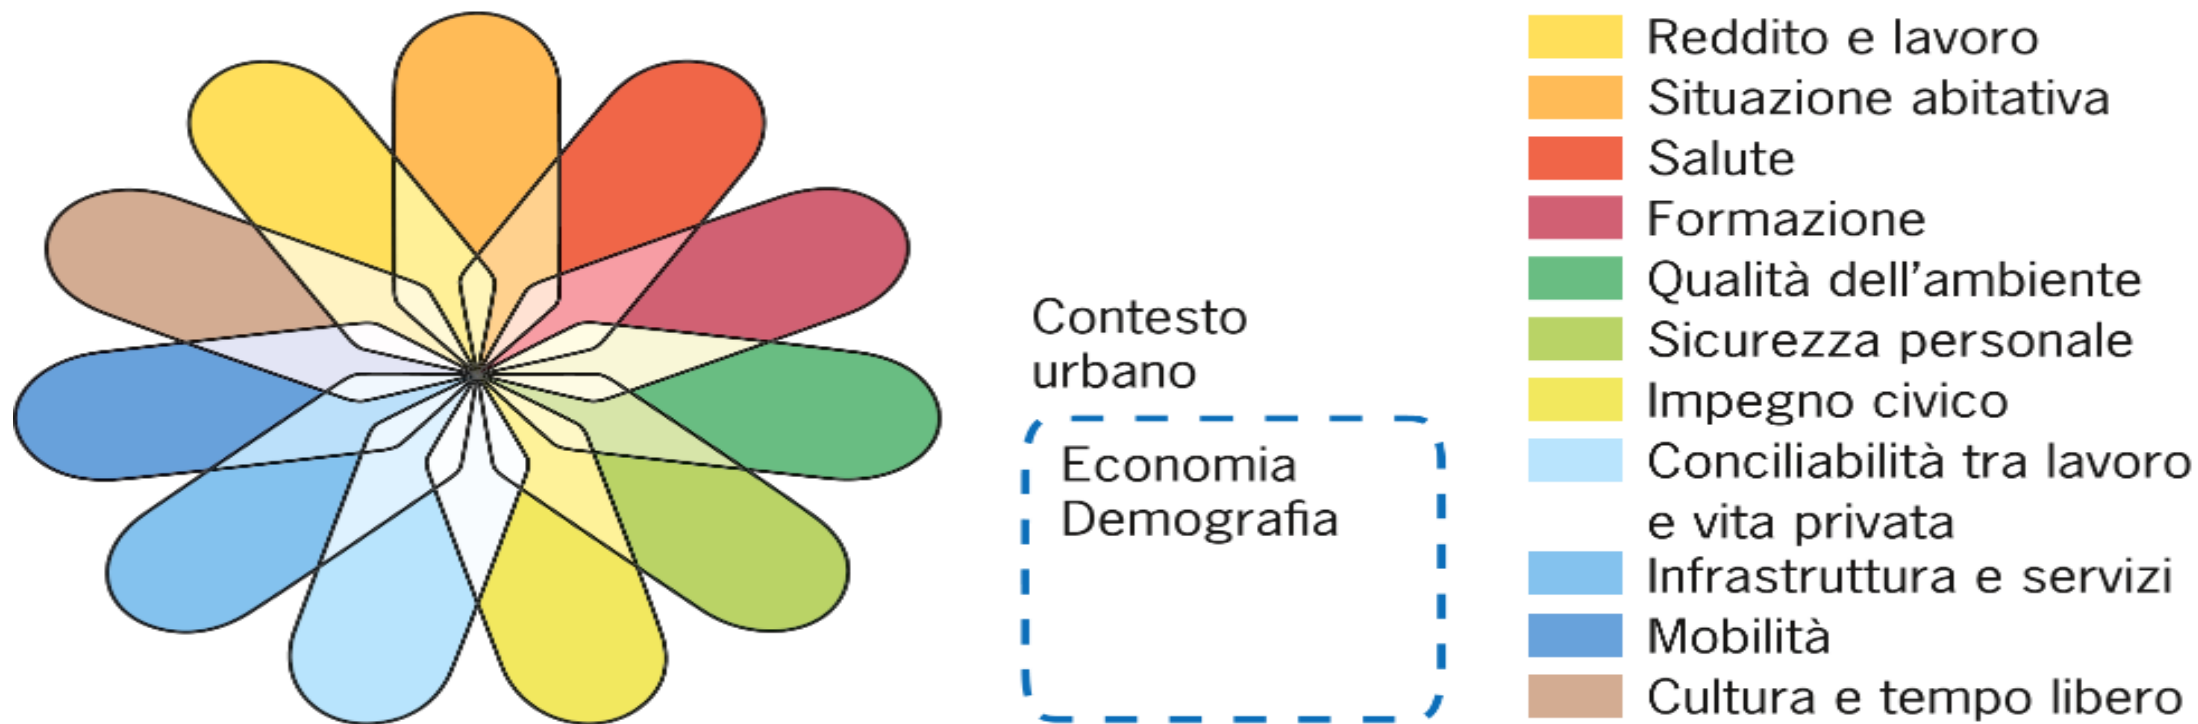 Contesto
urbano
Economia
Demografia
Reddito e lavoro
Situazione abitativa
Salute
Formazione
Qualità dell’ambiente
Sicurezza personale
Impegno civico
Conciliabilità tra lavoro
e vita privata
Infrastruttura e servizi
Mobilità
Cultura e tempo libero